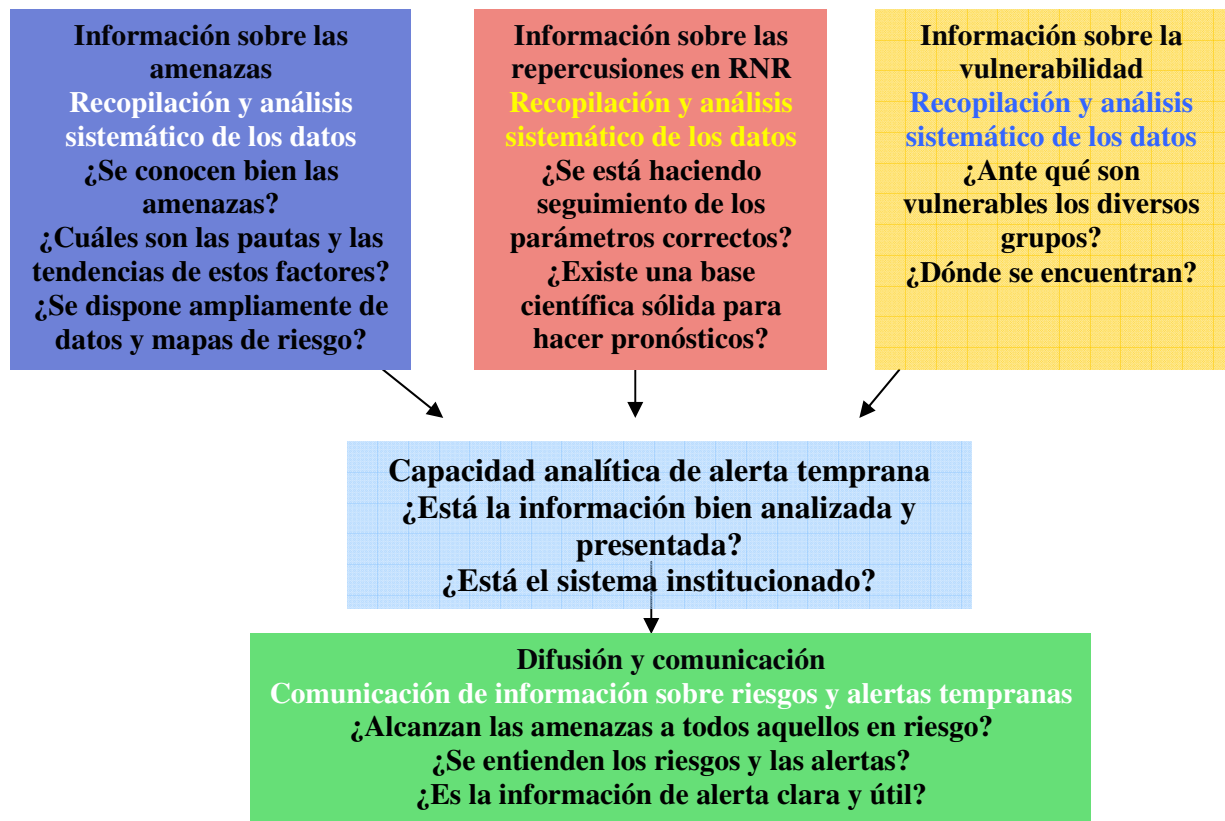 Información sobre las
amenazas
Recopilación y análisis
sistemático de los datos
¿Se conocen bien las
amenazas?
¿Cuáles son las pautas y las
tendencias de estos factores?
¿Se dispone ampliamente de
datos y mapas de riesgo?
Información sobre las
repercusiones en RNR
Recopilación y análisis
sistemático de los datos
¿Se está haciendo
seguimiento de los
parámetros correctos?
¿Existe una base
científica sólida para
hacer pronósticos?
Información sobre la
vulnerabilidad
Recopilación y análisis
sistemático de los datos
¿Ante qué son
vulnerables los diversos
grupos?
¿Dónde se encuentran?
Capacidad analítica de alerta temprana
¿Está la información bien analizada y
presentada?
¿Está el sistema institucionado?
Difusión y comunicación
Comunicación de información sobre riesgos y alertas tempranas
¿Alcanzan las amenazas a todos aquellos en riesgo?
¿Se entienden los riesgos y las alertas?
¿Es la información de alerta clara y útil?